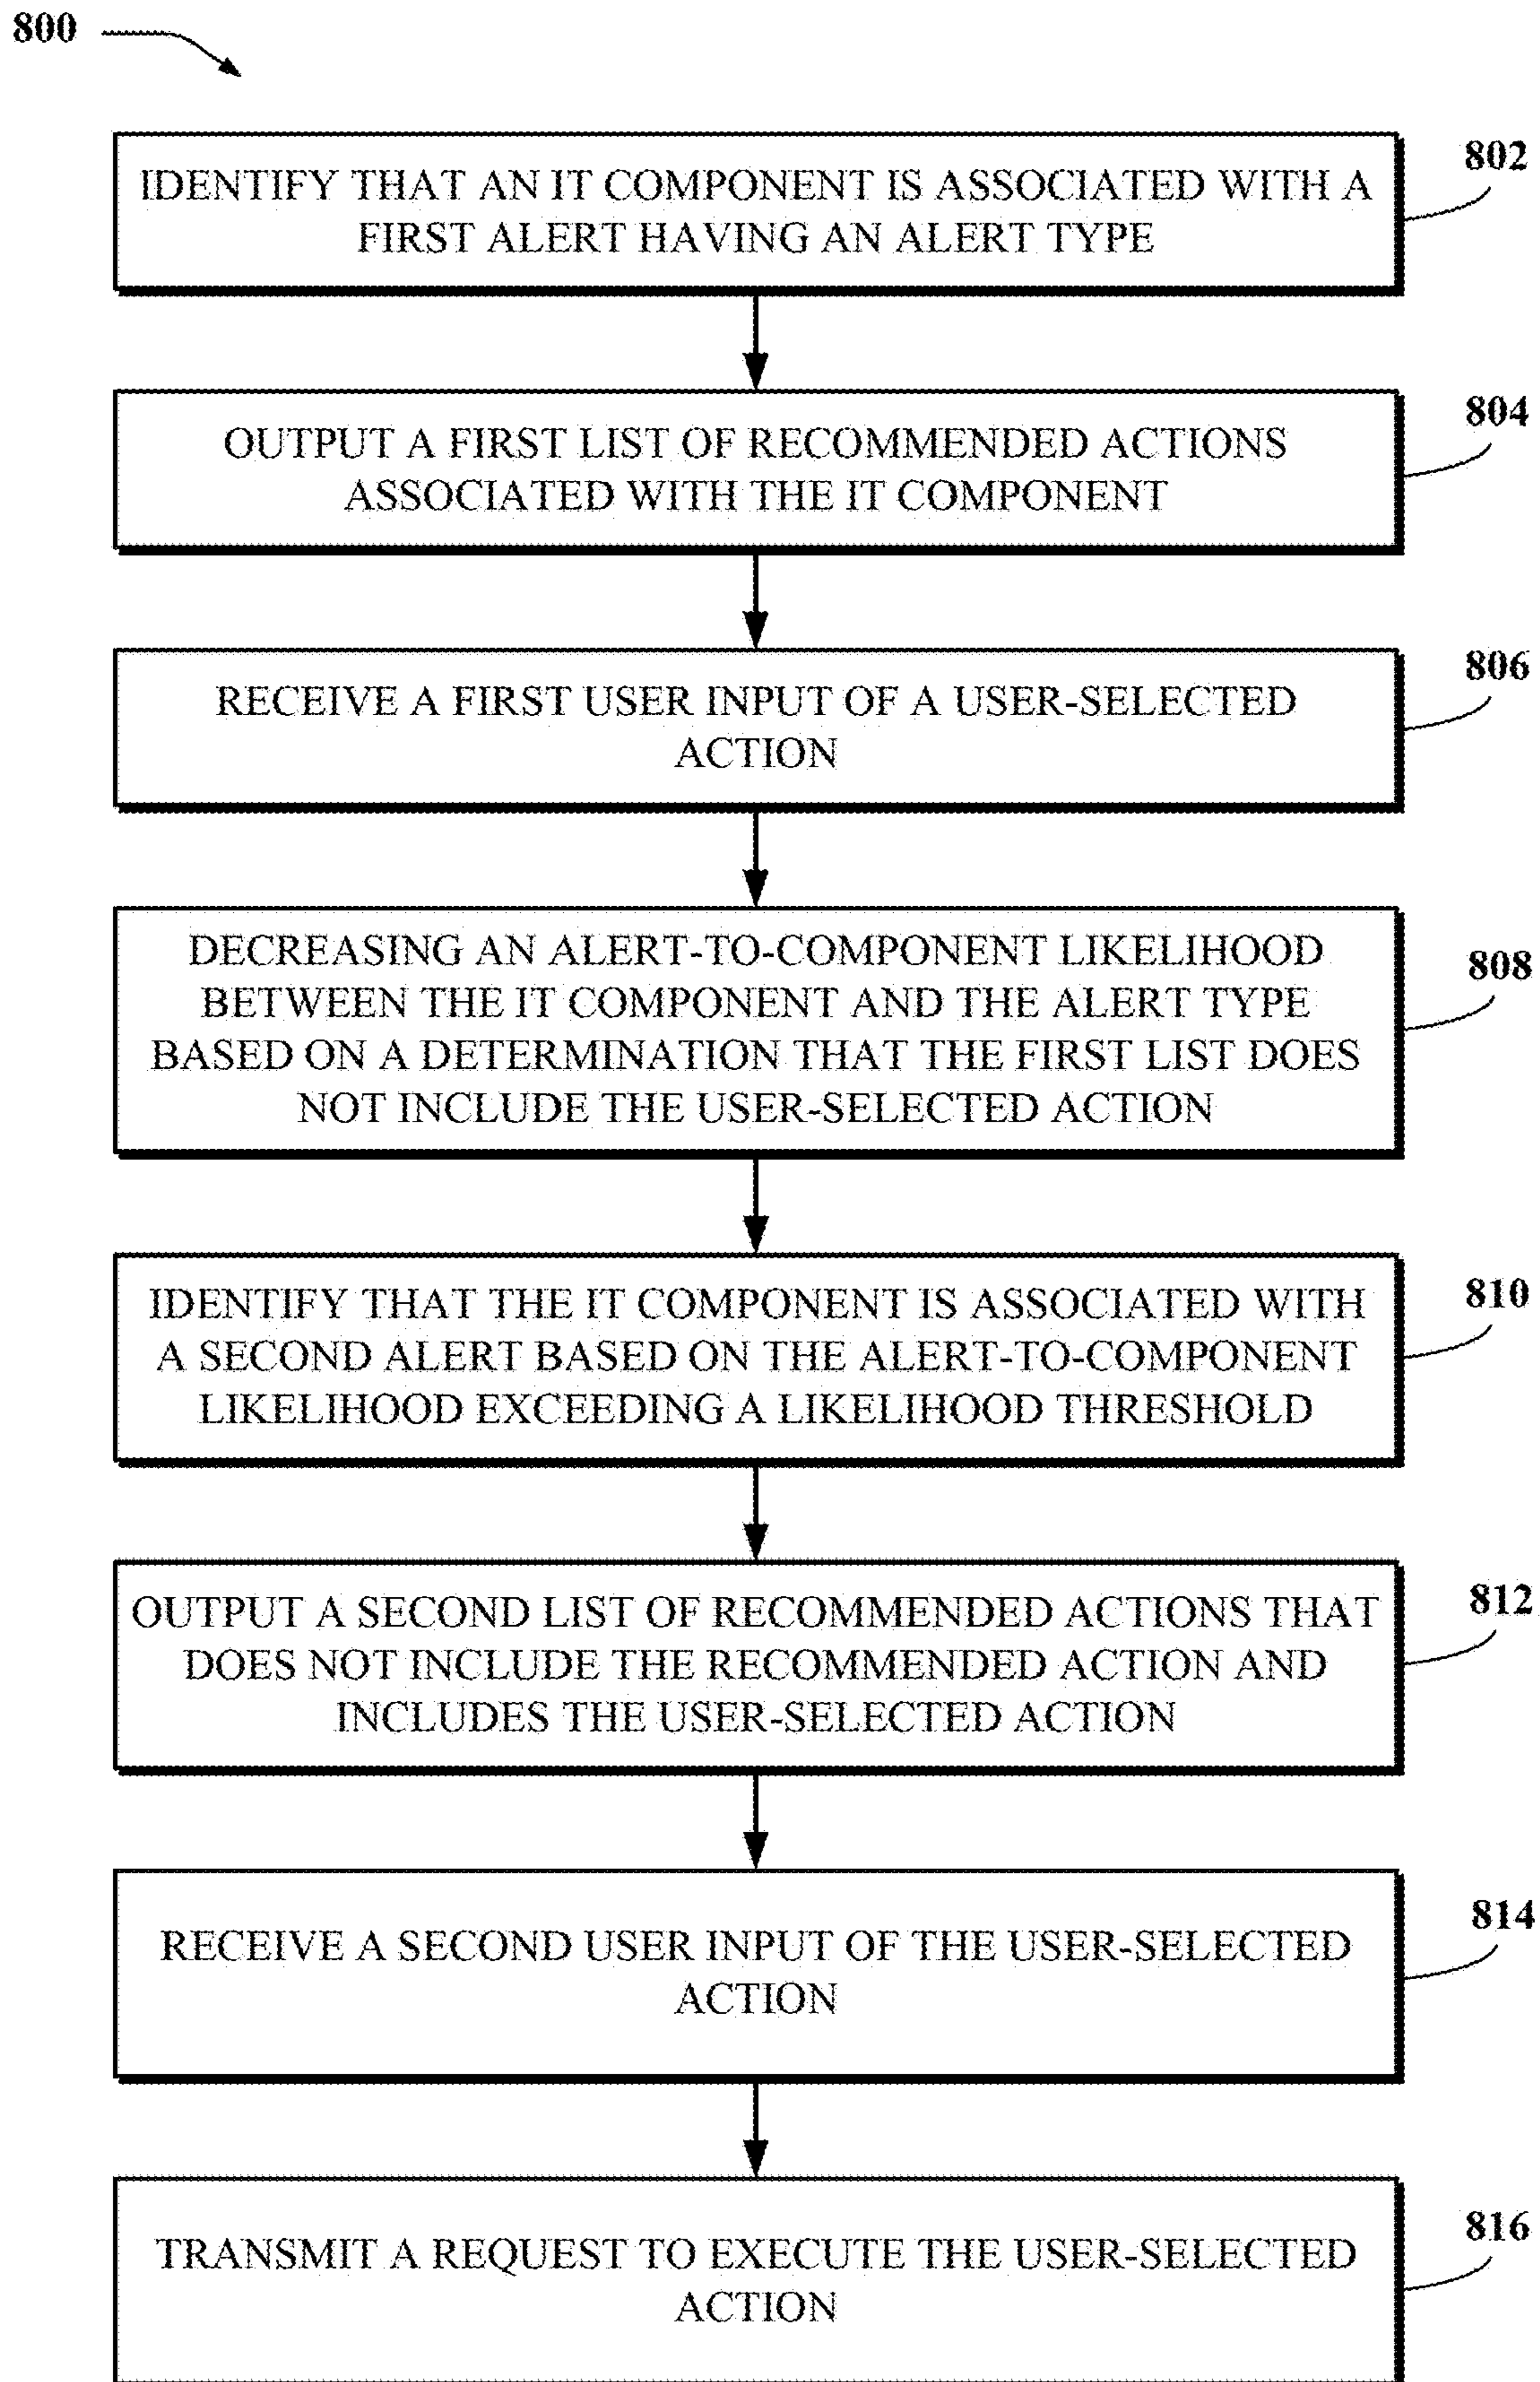 800
802
IDENTIFY THAT AN IT COMPONENT IS ASSOCIATED WITH A
FIRST ALERT HAVING AN ALERT TYPE
804
OUTPUT A FIRST LIST OF RECOMMENDED ACTIONS
ASSOCIATED WITH THE IT COMPONENT
806
RECEIVE A FIRST USER INPUT OF A USER-SELECTED
ACTION
808
DECREASING AN ALERT-TO-COMPONENT LIKELIHOOD
BETWEEN THE IT COMPONENT AND THE ALERT TYPE
BASED ON A DETERMINATION THAT THE FIRST LIST DOES
NOT INCLUDE THE USER-SELECTED ACTION
810
IDENTIFY THAT THE IT COMPONENT IS ASSOCIATED WITH
A SECOND ALERT BASED ON THE ALERT-TO-COMPONENT
LIKELIHOOD EXCEEDING A LIKELIHOOD THRESHOLD
812
OUTPUT A SECOND LIST OF RECOMMENDED ACTIONS THAT
DOES NOT INCLUDE THE RECOMMENDED ACTION AND
INCLUDES THE USER-SELECTED ACTION
814
RECEIVE A SECOND USER INPUT OF THE USER-SELECTED
ACTION
816
TRANSMIT A REQUEST TO EXECUTE THE USER-SELECTED
ACTION